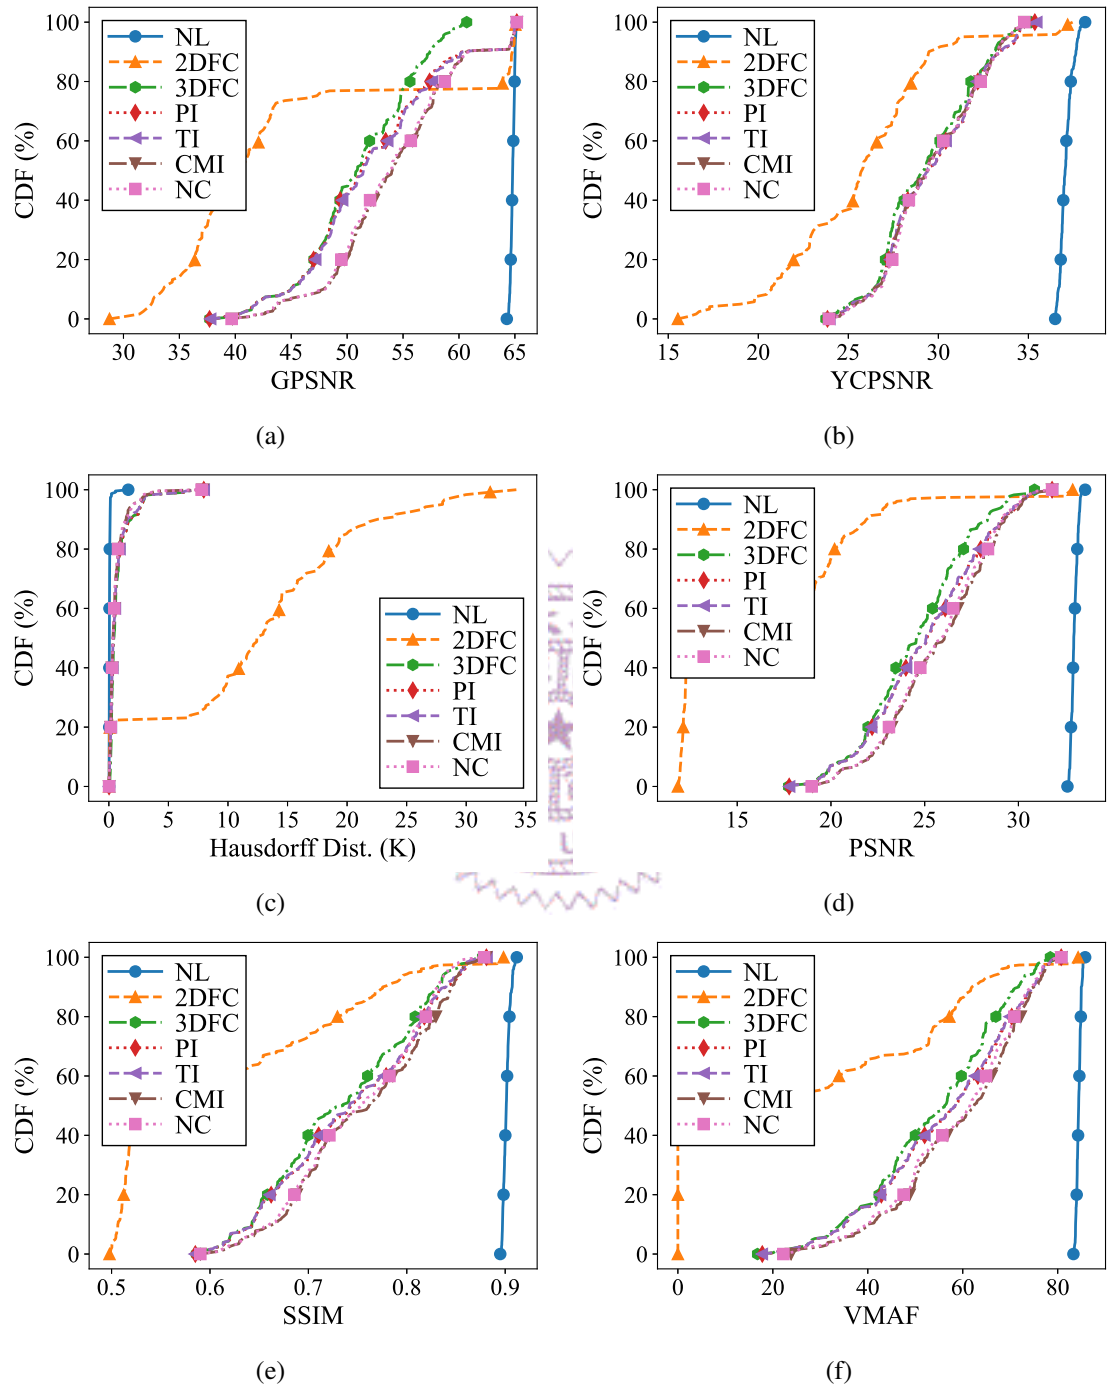 CDF (%)
100
80
60
40
20
0
NL
2DFC
3DFC
PI
TI
CMI
NC
30 35 40 45 50 55 60 65
GPSNR
(a)
CDF (%)
100
80
60
40
20
0
NL
2DFC
3DFC
PI
TI
CMI
NC
15 20 25 30 35
YCPSNR
(b)
CDF (%)
100
80
60
40
20
0
NL
2DFC
3DFC
PI
TI
CMI
NC
0 5 10 15 20 25 30 35
Hausdorff Dist. (K)
(c)
CDF (%)
100
80
60
40
20
0
NL
2DFC
3DFC
PI
TI
CMI
NC
15 20 25 30
PSNR
(d)
CDF (%)
100
80
60
40
20
0
NL
2DFC
3DFC
PI
TI
CMI
NC
0.5 0.6 0.7 0.8 0.9
SSIM
(e)
CDF (%)
100
80
60
40
20
0
NL
2DFC
3DFC
PI
TI
CMI
NC
0 20 40 60 80
VMAF
(f)